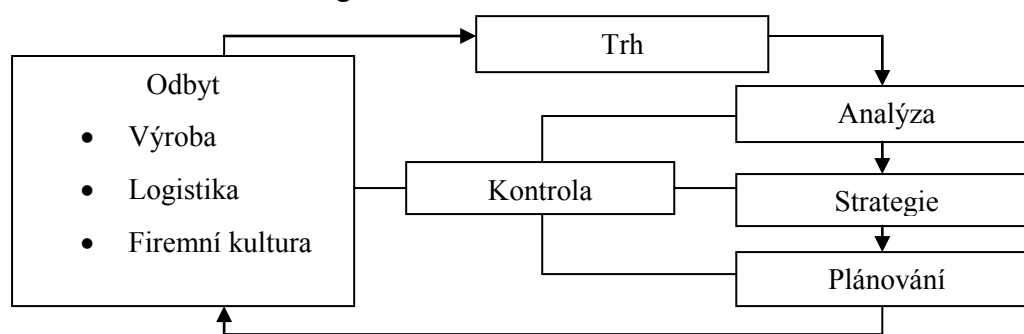 Trh
Odbyt
• Výroba
• Logistika
• Firemní kultura
Kontrola
Analýza
Strategie
Plánování